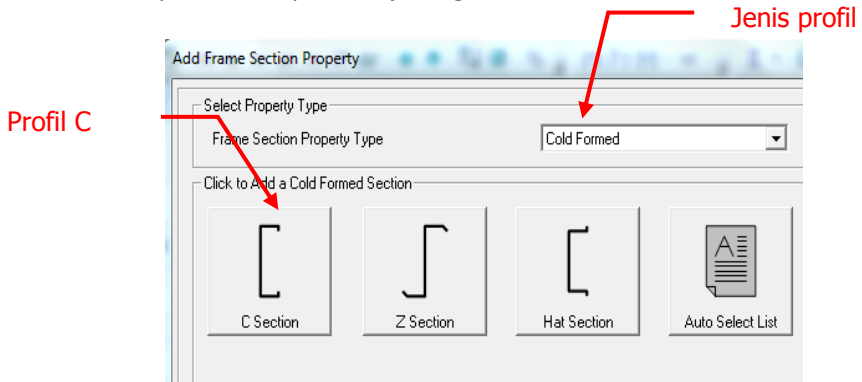 Jenis profil
Add Frame Section Property
Select Property Type
Profil C
Frame Section Property Type
Cold Formed
Click to Add a Cold Formed Section
C Section
Z Section
Hat Section
Auto Select List